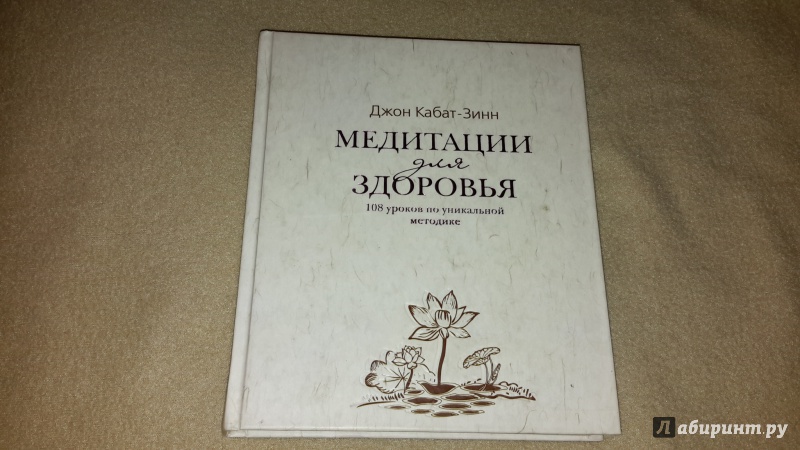 Джон Кабат-Зинн
МЕДИТАЦИИ
для
ЗДОРОВЬЯ
108 уроков по уникальной
методике
Лабиринт.ру